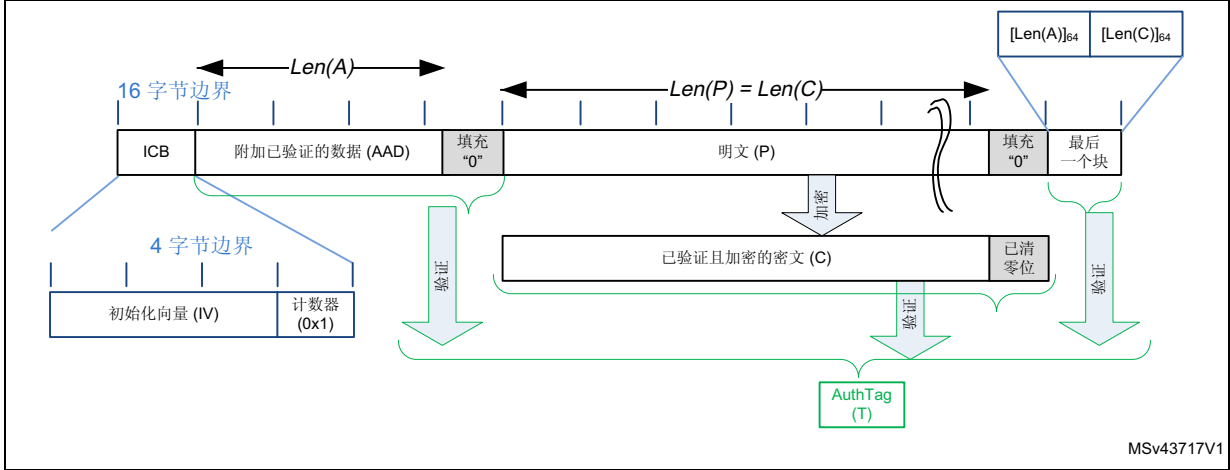 [Len(A)]64 [Len(C)]64
Len(A)
Len(P) = Len(C)
16 字节边界
ICB
附加已验证的数据 (AAD)
填充
“0”
明文 (P)
填充
“0”
最后
一个块
加密
4 字节边界
已验证且加密的密文 (C)
已清
零位
验证
验证
验证
初始化向量 (IV)
计数器
(0x1)
AuthTag
(T)
MSv43717V1